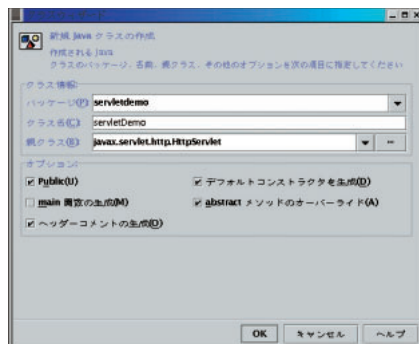 新規 Java クラスの作成
作成される Java
クラスのパッケージ、名前、親クラス、その他のオプションを次の項目に指定してください
クラス情報:
パッケージ(P): servletdemo
クラス名(C): servletDemo
親クラス(B): javax.servlet.http.HttpServlet ...
オプション:
Public(U) デフォルトコンストラクタを生成(D)
main 関数の生成(M) abstract メソッドのオーバーライド(A)
ヘッダーコメントの生成(O)
OK キャンセル ヘルプ